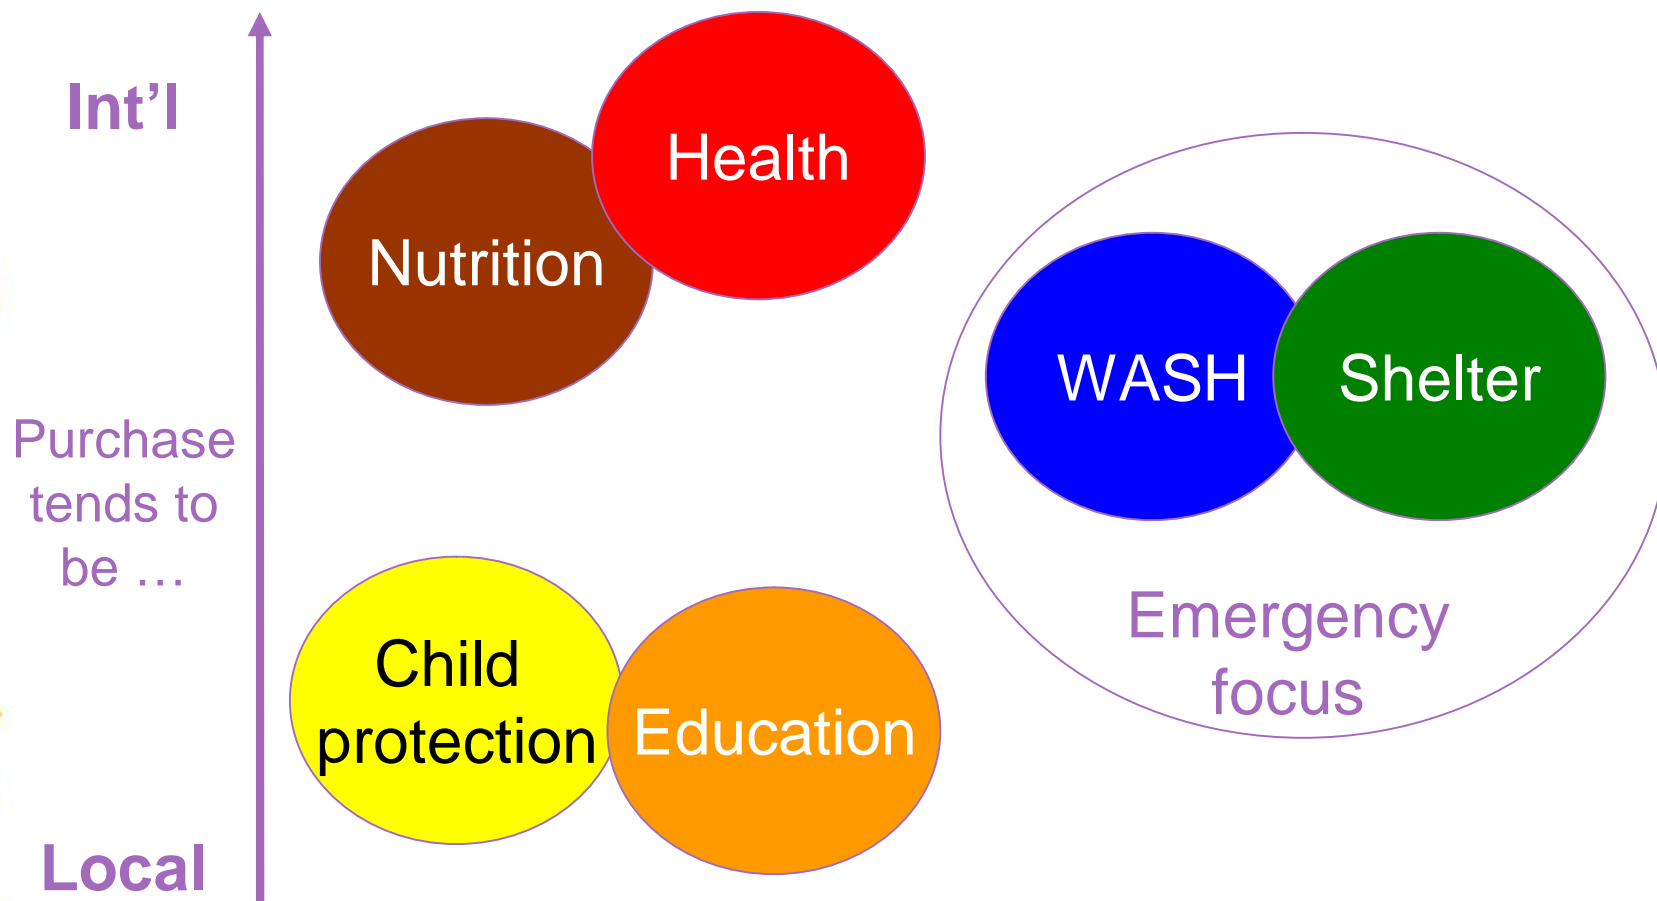 Int’l
Purchase
tends to
be …
Local
Health
Nutrition
Child
protection
Education
WASH
Shelter
Emergency
focus